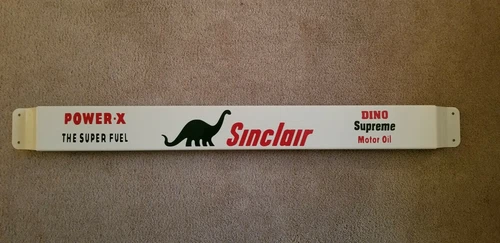 POWER-X
THE SUPER FUEL
Sinclair
DINO
Supreme
Motor Oil